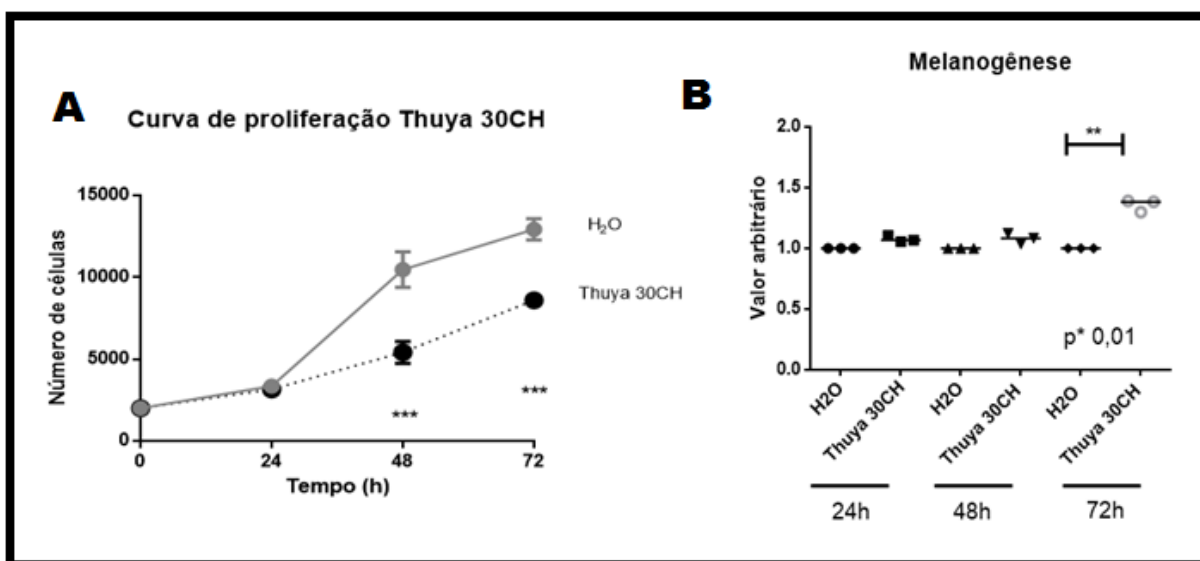 A
Curva de proliferação Thuya 30CH
Número de células
15000
10000
5000
0
0 24 48 72
Tempo (h)
H₂O
Thuya 30CH
***
***
B
Melanogênese
Valor arbitrário
2.0
1.5
1.0
0.5
0.0
**
p* 0,01
H2O
Thuya 30CH
H2O
Thuya 30CH
H2O
Thuya 30CH
24h 48h 72h